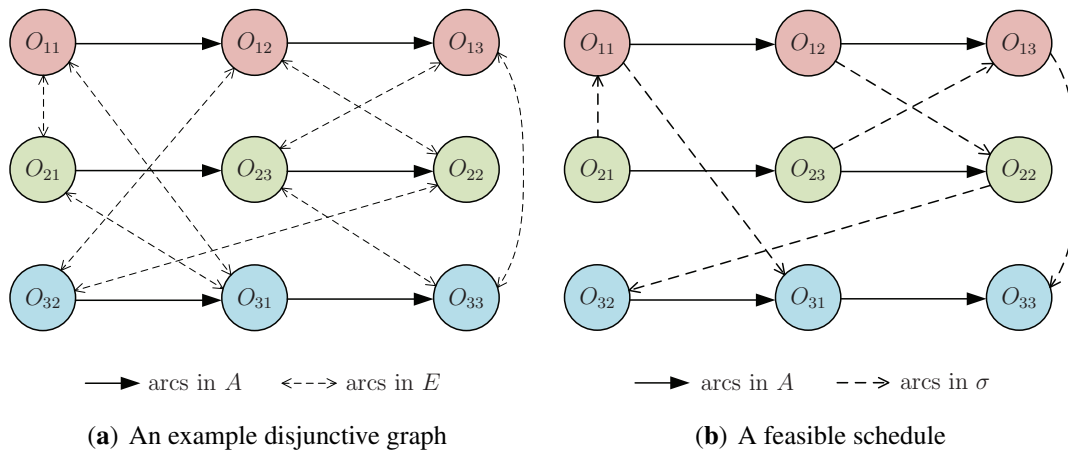 O₁₁ O₁₂ O₁₃ O₁₁ O₁₂ O₁₃
O₂₁ O₂₃ O₂₂ O₂₁ O₂₃ O₂₂
O₃₂ O₃₁ O₃₃ O₃₂ O₃₁ O₃₃
arcs in A arcs in E arcs in A arcs in σ
(a) An example disjunctive graph
(b) A feasible schedule